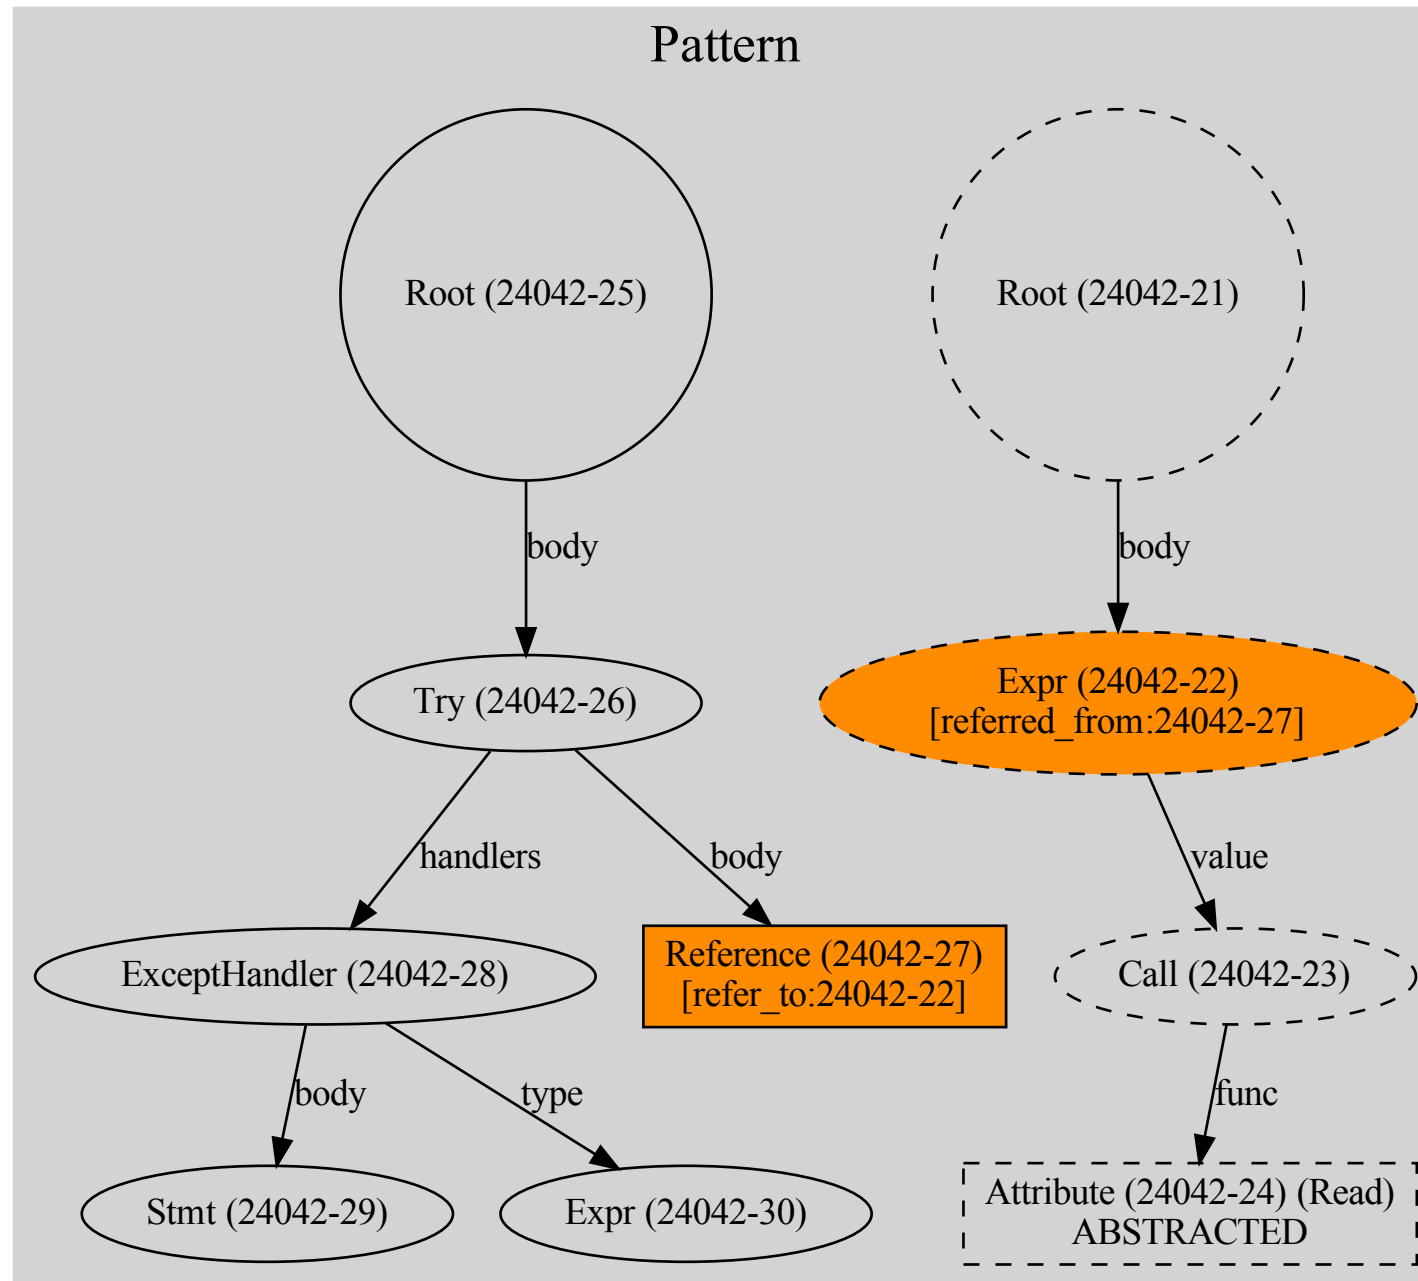 Pattern
Root (24042-25)
Root (24042-21)
body
body
Try (24042-26)
Expr (24042-22)
[referred_from:24042-27]
handlers
body
value
ExceptHandler (24042-28)
Reference (24042-27)
[refer_to:24042-22]
Call (24042-23)
body
type
func
Stmt (24042-29)
Expr (24042-30)
Attribute (24042-24) (Read)
ABSTRACTED